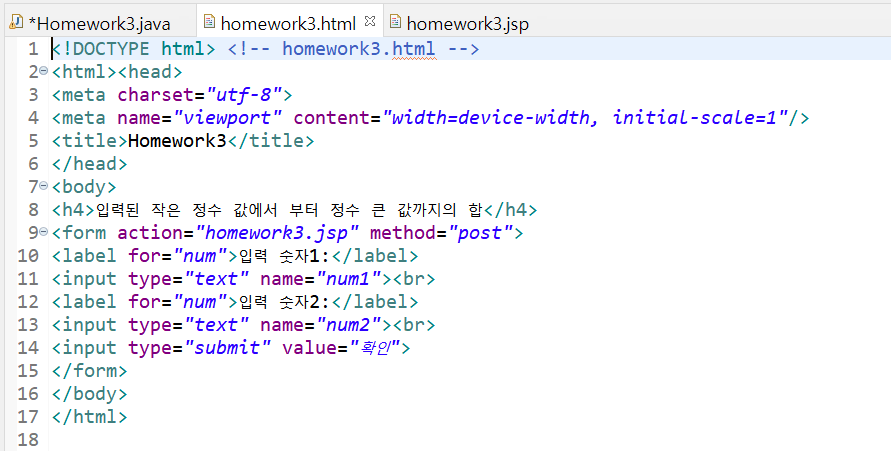 *Homework3.java homework3.html homework3.jsp
1 <!DOCTYPE html> <!-- homework3.html -->
2 <html><head>
3 <meta charset="utf-8">
4 <meta name="viewport" content="width=device-width, initial-scale=1"/>
5 <title>Homework3</title>
6 </head>
7 <body>
8 <h4>입력된 작은 정수 값에서 부터 정수 큰 값까지의 합</h4>
9 <form action="homework3.jsp" method="post">
10 <label for="num">입력 숫자1:</label>
11 <input type="text" name="num1"><br>
12 <label for="num">입력 숫자2:</label>
13 <input type="text" name="num2"><br>
14 <input type="submit" value="확인">
15 </form>
16 </body>
17 </html>
18